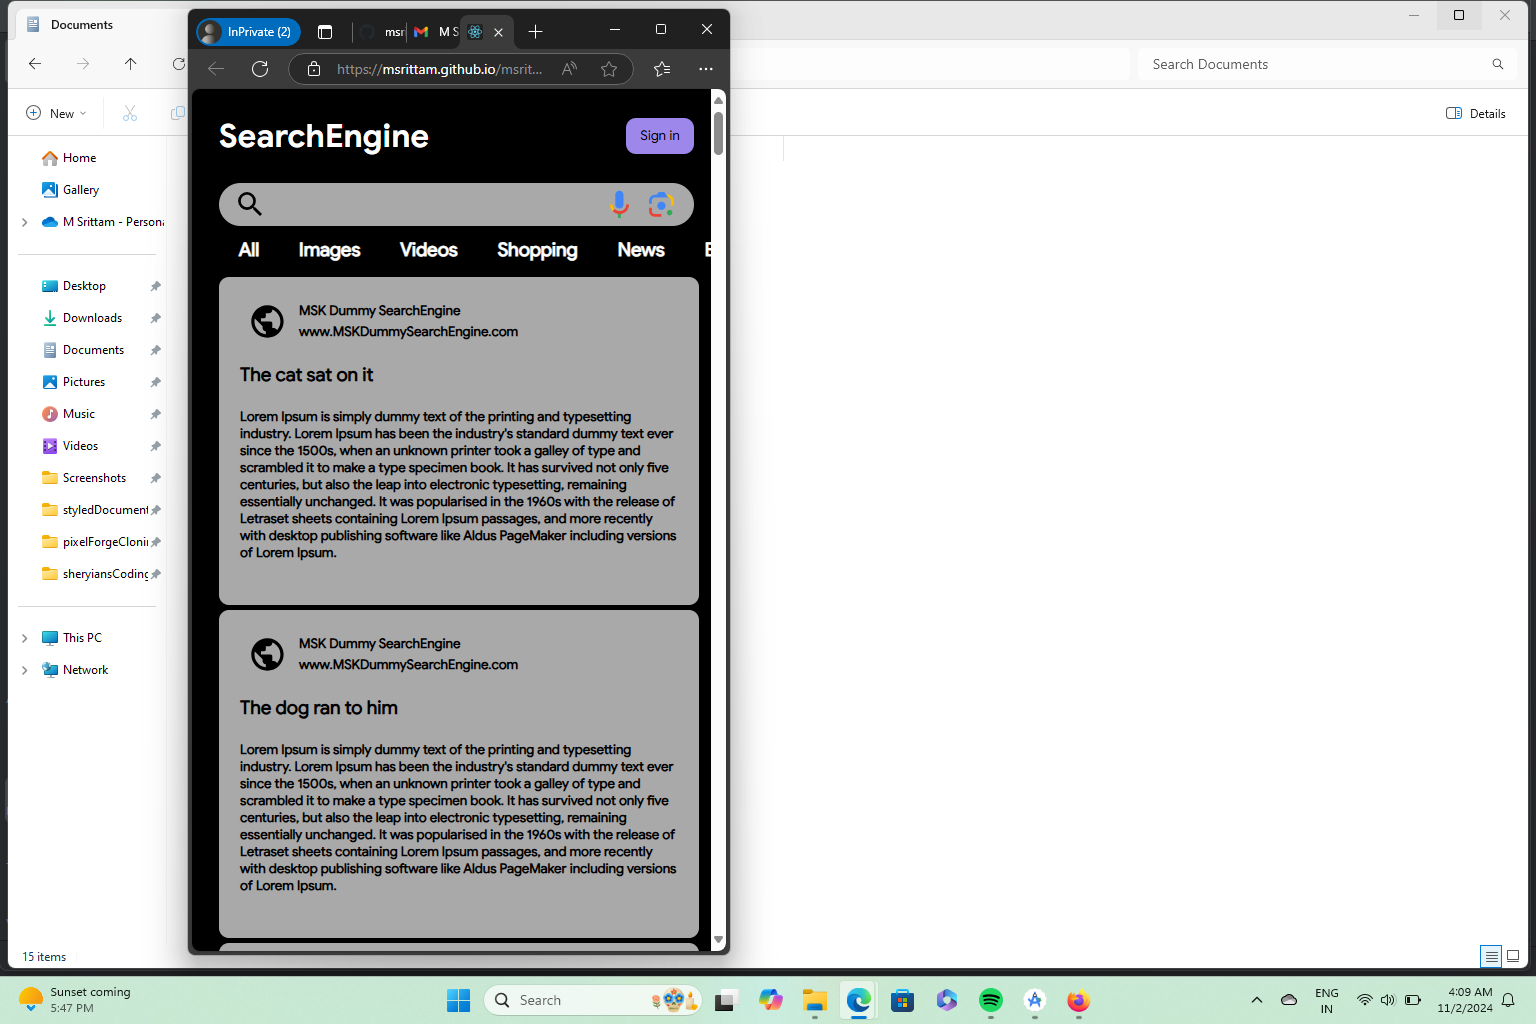 Documents
InPrivate (2)
msr
M S
https://msrittam.github.io/msrit...
Search Documents
New
Details
Home
Gallery
M Srittam - Persona
Desktop
Downloads
Documents
Pictures
Music
Videos
Screenshots
styledDocument
pixelForgeClonin
sheryiansCoding
This PC
Network
15 items
SearchEngine
Sign in
All Images Videos Shopping News
MSK Dummy SearchEngine
www.MSKDummySearchEngine.com
The cat sat on it
Lorem Ipsum is simply dummy text of the printing and typesetting
industry. Lorem Ipsum has been the industry's standard dummy text ever
since the 1500s, when an unknown printer took a galley of type and
scrambled it to make a type specimen book. It has survived not only five
centuries, but also the leap into electronic typesetting, remaining
essentially unchanged. It was popularised in the 1960s with the release of
Letraset sheets containing Lorem Ipsum passages, and more recently
with desktop publishing software like Aldus PageMaker including versions
of Lorem Ipsum.
MSK Dummy SearchEngine
www.MSKDummySearchEngine.com
The dog ran to him
Lorem Ipsum is simply dummy text of the printing and typesetting
industry. Lorem Ipsum has been the industry's standard dummy text ever
since the 1500s, when an unknown printer took a galley of type and
scrambled it to make a type specimen book. It has survived not only five
centuries, but also the leap into electronic typesetting, remaining
essentially unchanged. It was popularised in the 1960s with the release of
Letraset sheets containing Lorem Ipsum passages, and more recently
with desktop publishing software like Aldus PageMaker including versions
of Lorem Ipsum.
Sunset coming
5:47 PM
Search
ENG
IN
4:09 AM
11/2/2024